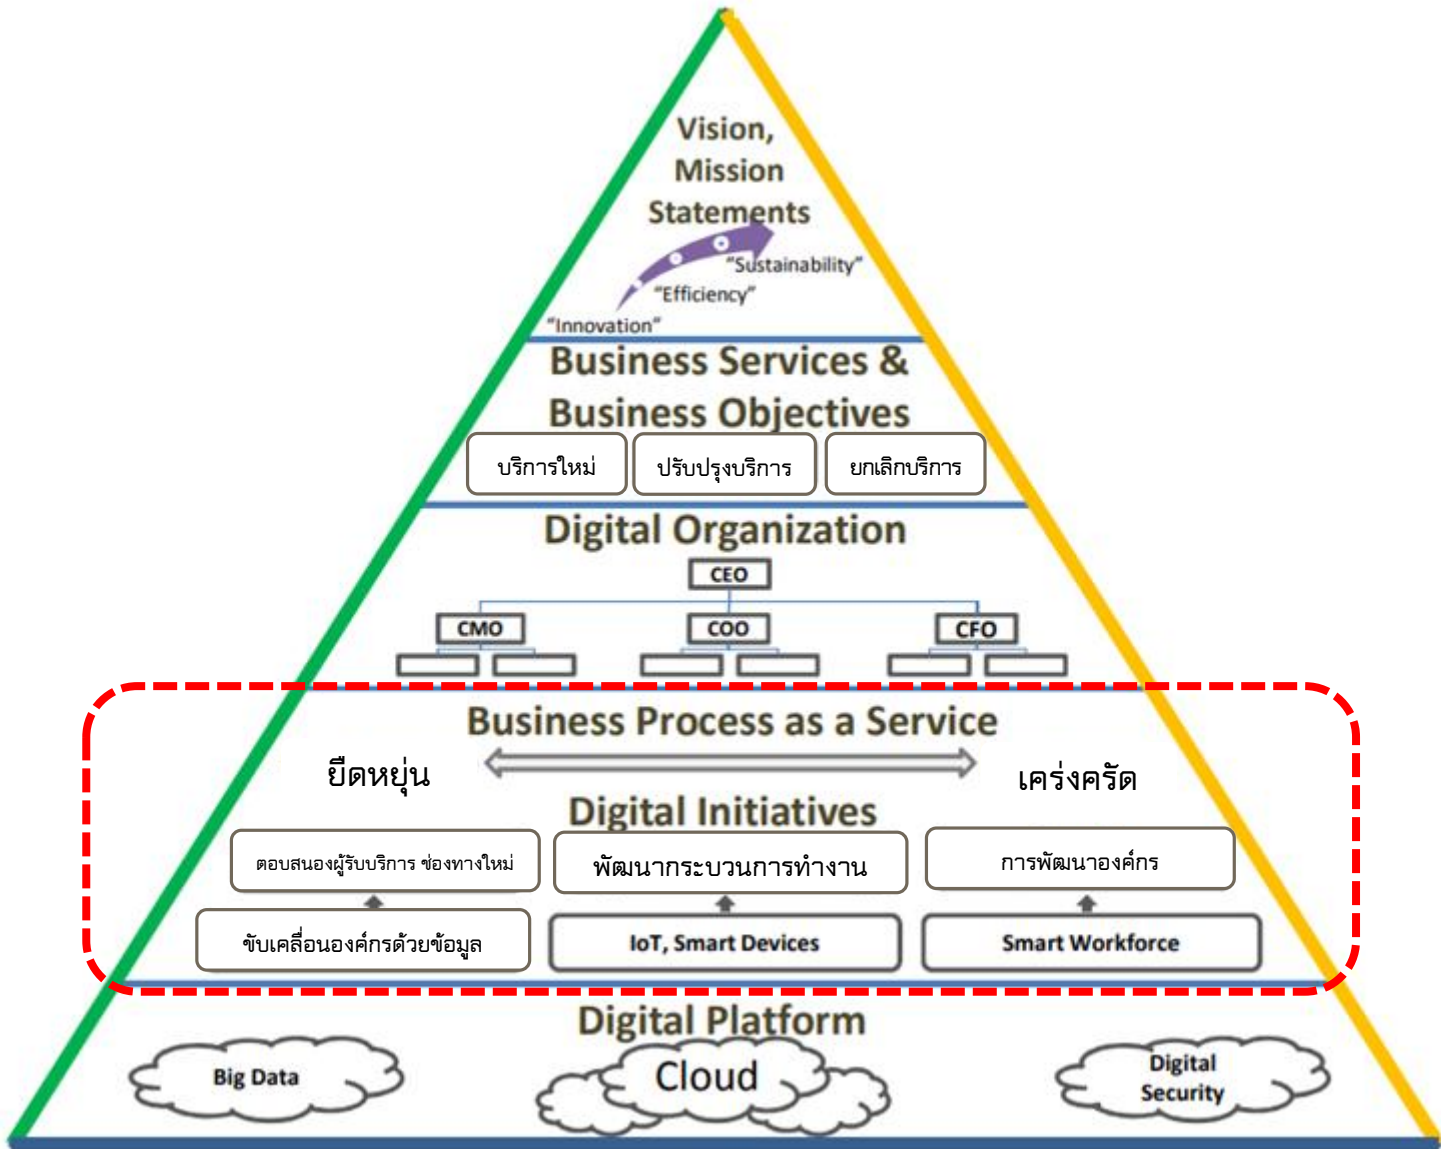 Vision,
Mission
Statements
"Sustainability"
"Efficiency"
"Innovation"
Business Services &
Business Objectives
บริการใหม่
ปรับปรุงบริการ
ยกเลิกบริการ
Digital Organization
CEO
CMO
COO
CFO
Business Process as a Service
ยืดหยุ่น
เคร่งครัด
Digital Initiatives
ตอบสนองผู้รับบริการ ช่องทางใหม่
พัฒนากระบวนการทำงาน
การพัฒนาองค์กร
ขับเคลื่อนองค์กรด้วยข้อมูล
IoT, Smart Devices
Smart Workforce
Digital Platform
Big Data
Cloud
Digital
Security